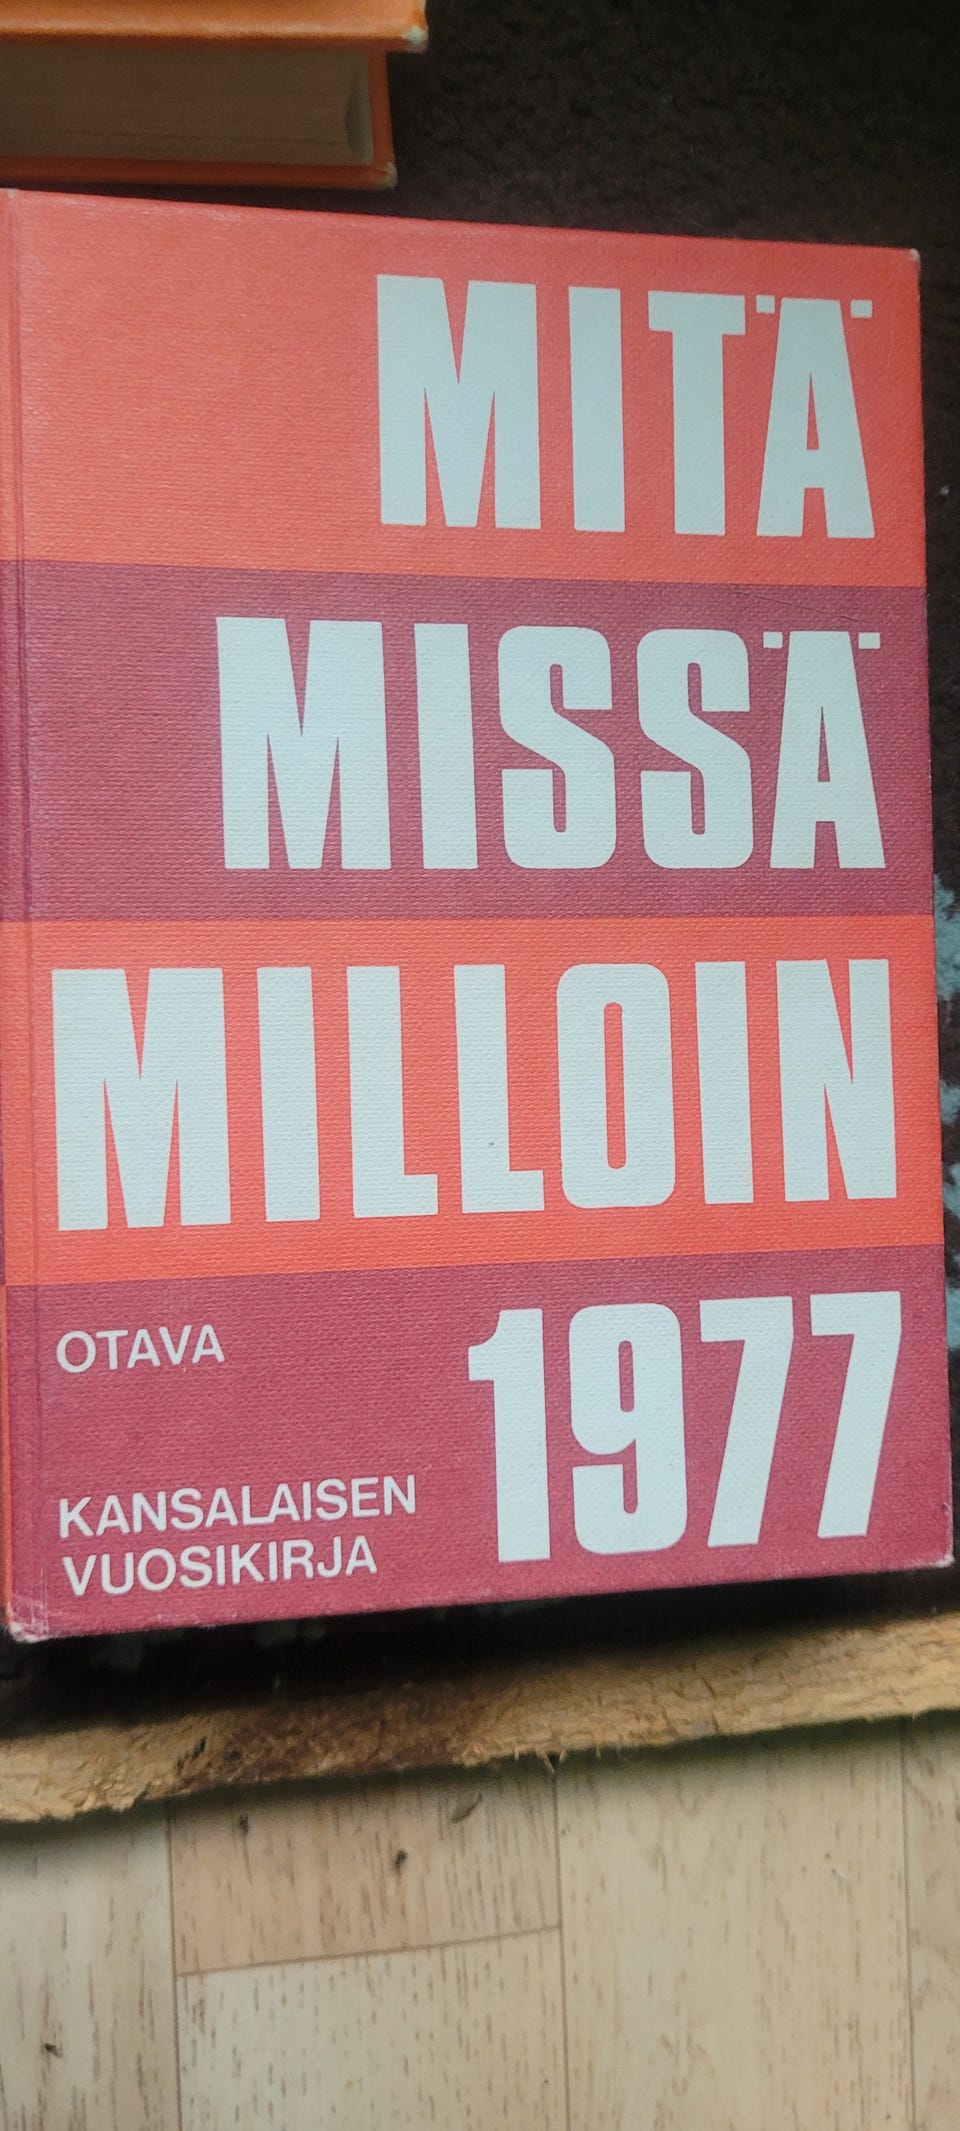 MITÄ
MISSÄ
MILLOIN
1977
OTAVA
KANSALAISEN
VUOSIKIRJA